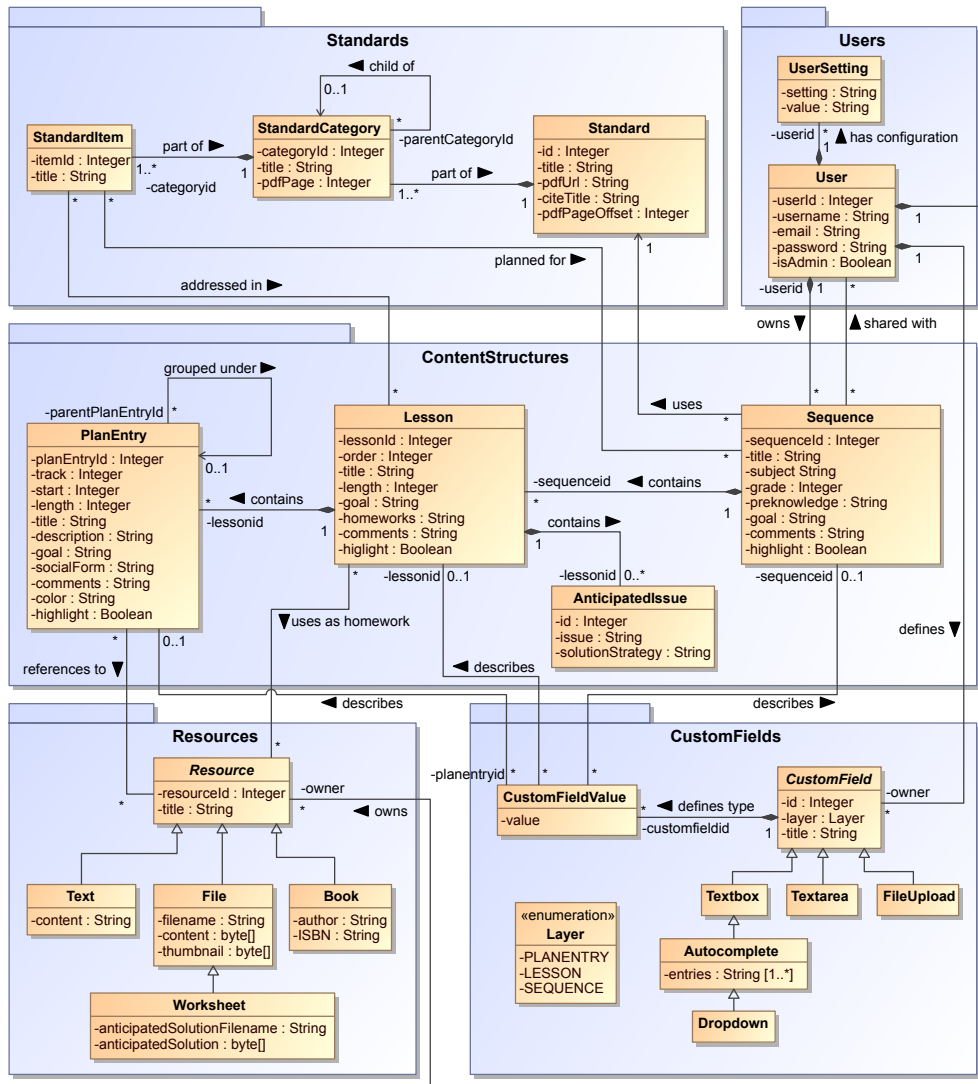 Standards
child of
0..1
*
-parentCategoryId
StandardItem
-itemId : Integer
-title : String
part of
1..*
1
-categoryid
StandardCategory
-categoryId : Integer
-title : String
-pdfPage : Integer
part of
1..*
1
Standard
-id : Integer
-title : String
-pdfUrl : String
-citeTitle : String
-pdfPageOffset : Integer
*
*
1
planned for
addressed in
Users
UserSetting
-setting : String
-value : String
-userid
*
1
has configuration
User
-userId : Integer
-username : String
-email : String
-password : String
-isAdmin : Boolean
1
1
-userid
1
*
owns
shared with
ContentStructures
grouped under
-parentPlanEntryId
*
0..1
PlanEntry
-planEntryId : Integer
-track : Integer
-start : Integer
-length : Integer
-title : String
-description : String
-goal : String
-socialForm : String
-comments : String
-color : String
-highlight : Boolean
*
contains
-lessonid
1
*
Lesson
-lessonId : Integer
-order : Integer
-title : String
-length : Integer
-goal : String
-homeworks : String
-comments : String
-higlight : Boolean
uses
*
*
*
*
-sequenceid
contains
*
1
Sequence
-sequenceId : Integer
-title : String
-subject String
-grade : Integer
-preknowledge : String
-goal : String
-comments : String
-highlight : Boolean
contains
1
-lessonid
0..*
AnticipatedIssue
-id : Integer
-issue : String
-solutionStrategy : String
*
-lessonid
0..1
-sequenceid
0..1
uses as homework
*
0..1
references to
defines
describes
describes
describes
Resources
*
Resource
-resourceId : Integer
-title : String
*
-owner
*
owns
Text
-content : String
File
-filename : String
-content : byte[]
-thumbnail : byte[]
Book
-author : String
-ISBN : String
Worksheet
-anticipatedSolutionFilename : String
-anticipatedSolution : byte[]
CustomFields
-planentryid
*
*
*
CustomFieldValue
-value
*
defines type
-customfieldid
1
CustomField
-id : Integer
-layer : Layer
-title : String
-owner
*
Textbox
Textarea
FileUpload
Autocomplete
-entries : String [1..*]
Dropdown
«enumeration»
Layer
-PLANENTRY
-LESSON
-SEQUENCE